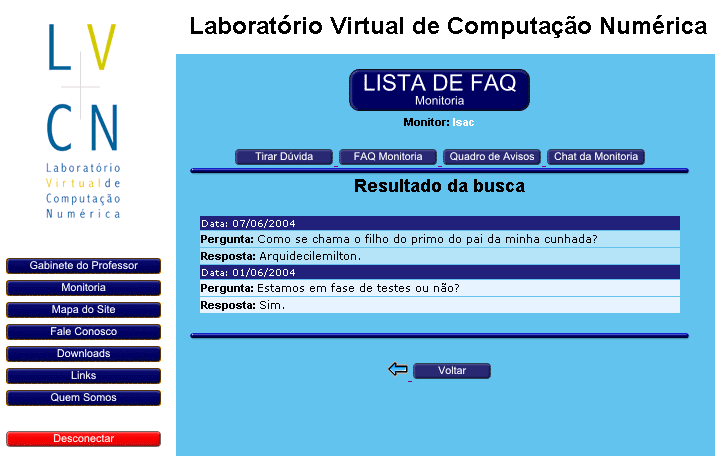 LV
CN
Laboratório
Virtual de
Computação
Numérica
Gabinete do Professor
Monitoria
Mapa do Site
Fale Conosco
Downloads
Links
Quem Somos
Desconectar
Laboratório Virtual de Computação Numérica
LISTA DE FAQ
Monitoria
Monitor: Isac
Tirar Dúvida FAQ Monitoria Quadro de Avisos Chat da Monitoria
Resultado da busca
Data: 07/06/2004
Pergunta: Como se chama o filho do primo do pai da minha cunhada?
Resposta: Arquidecilemilton.
Data: 01/06/2004
Pergunta: Estamos em fase de testes ou não?
Resposta: Sim.
Voltar